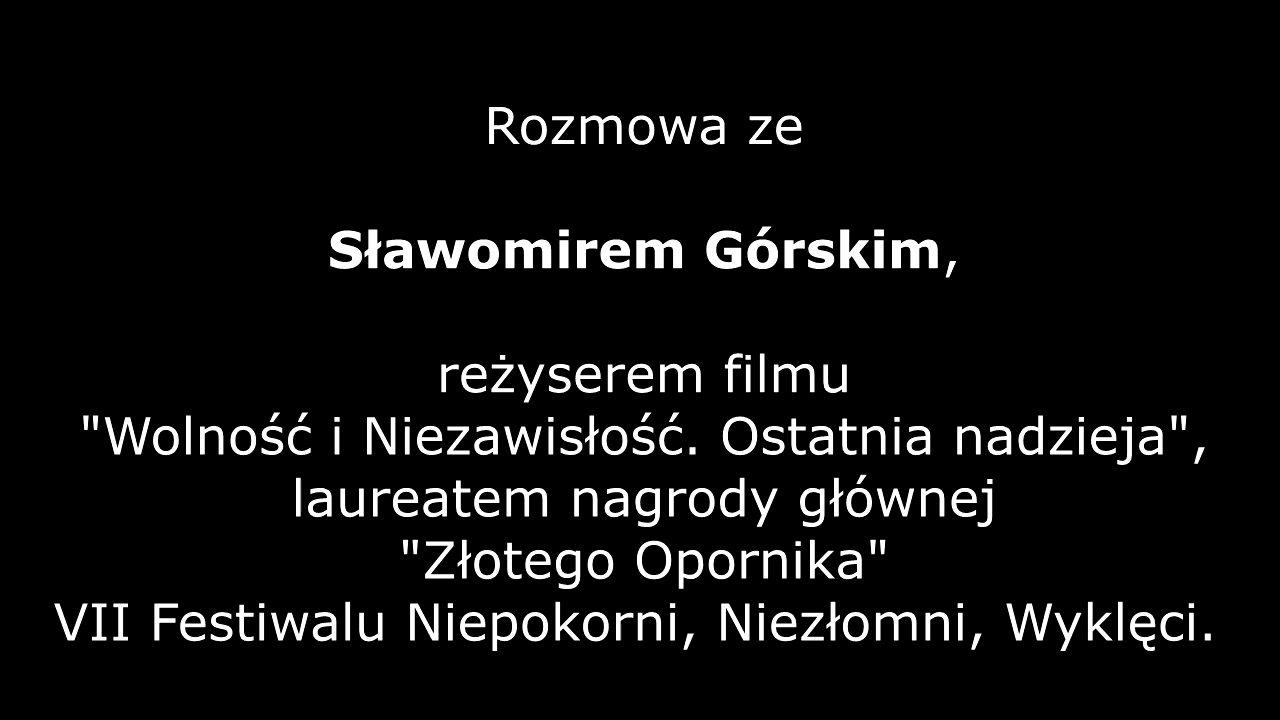 Rozmowa ze
Sławomirem Górskim,
reżyserem filmu
"Wolność i Niezawisłość. Ostatnia nadzieja",
laureatem nagrody głównej
"Złotego Opornika"
VII Festiwalu Niepokorni, Niezłomni, Wyklęci.